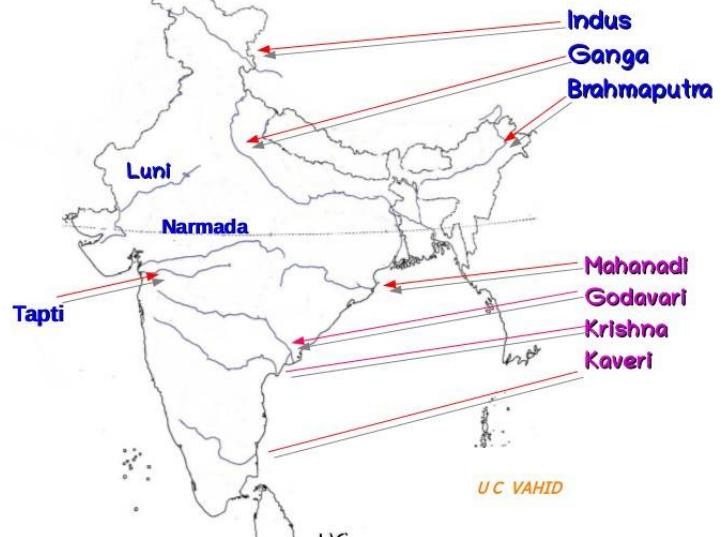 Indus
Ganga
Brahmaputra
Luni
Narmada
Mahanadi
Godavari
Tapti
Krishna
Kaveri
U C VAHID